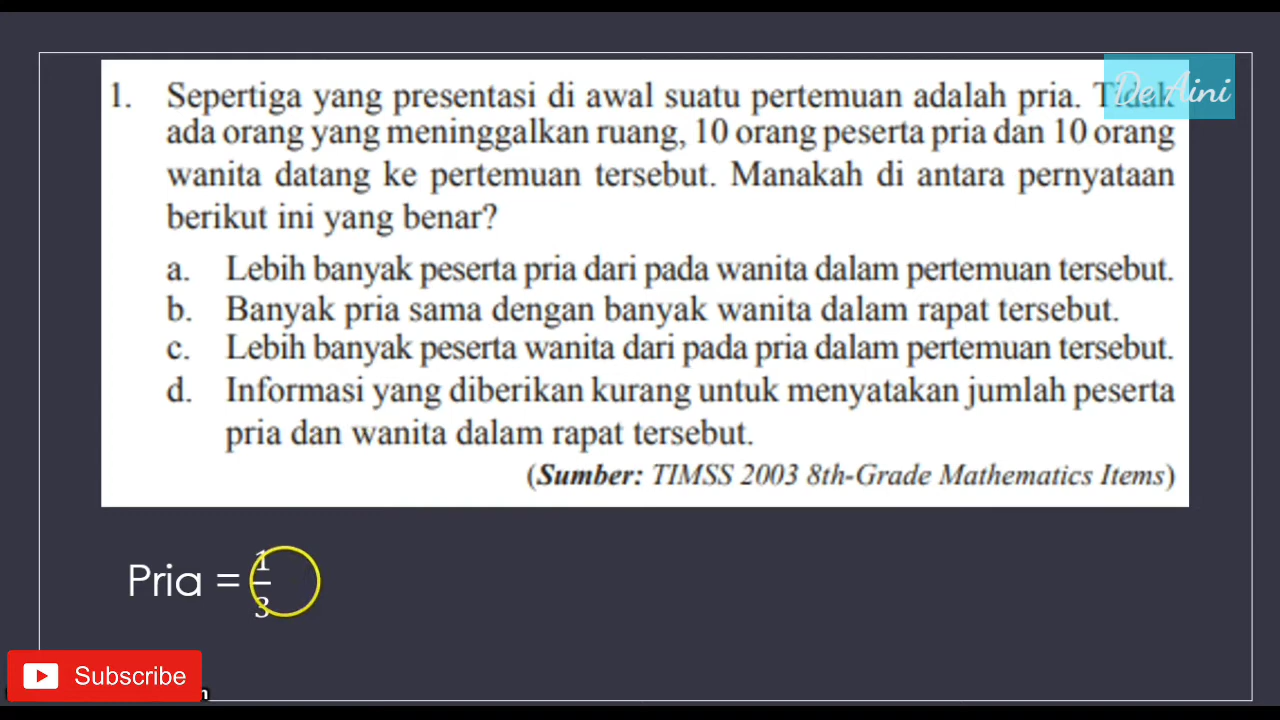 De Aini
1. Sepertiga yang presentasi di awal suatu pertemuan adalah pria. Tidak
ada orang yang meninggalkan ruang, 10 orang peserta pria dan 10 orang
wanita datang ke pertemuan tersebut. Manakah di antara pernyataan
berikut ini yang benar?
a. Lebih banyak peserta pria dari pada wanita dalam pertemuan tersebut.
b. Banyak pria sama dengan banyak wanita dalam rapat tersebut.
c. Lebih banyak peserta wanita dari pada pria dalam pertemuan tersebut.
d. Informasi yang diberikan kurang untuk menyatakan jumlah peserta
pria dan wanita dalam rapat tersebut.
(Sumber: TIMSS 2003 8th-Grade Mathematics Items)
Pria = 1/3
Subscribe